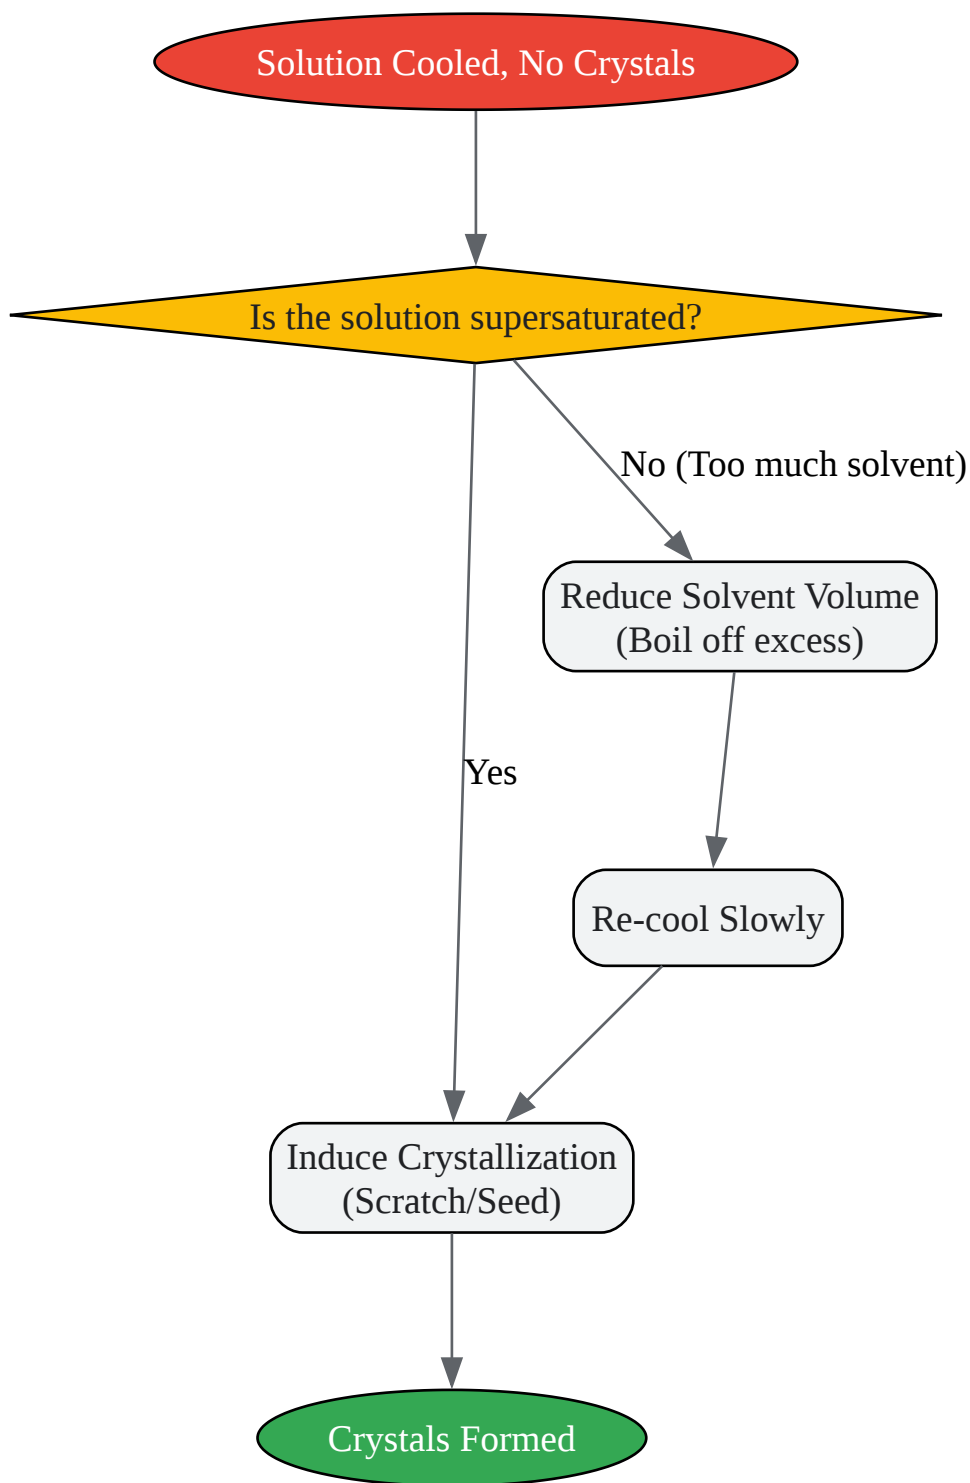 Solution Cooled, No Crystals
Is the solution supersaturated?
No (Too much solvent)
Reduce Solvent Volume
(Boil off excess)
Yes
Re-cool Slowly
Induce Crystallization
(Scratch/Seed)
Crystals Formed